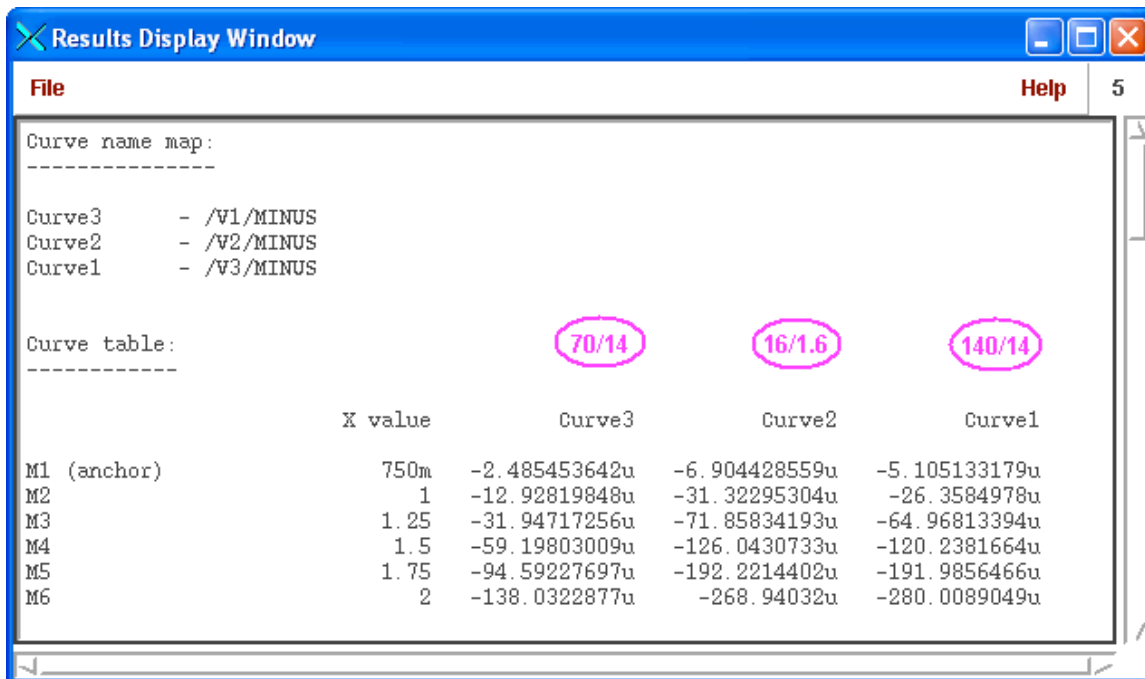 Results Display Window
File Help 5
Curve name map:
---------------
Curve3 - /V1/MINUS
Curve2 - /V2/MINUS
Curve1 - /V3/MINUS
70/14 16/1.6 140/14
Curve table:
------------
X value Curve3 Curve2 Curve1
M1 (anchor) 750m -2.485453642u -6.904428559u -5.105133179u
M2 1 -12.92819848u -31.32295304u -26.3584978u
M3 1.25 -31.94717256u -71.85834193u -64.96813394u
M4 1.5 -59.19803009u -126.0430733u -120.2381664u
M5 1.75 -94.59227697u -192.2214402u -191.9856466u
M6 2 -138.0322877u -268.94032u -280.0089049u